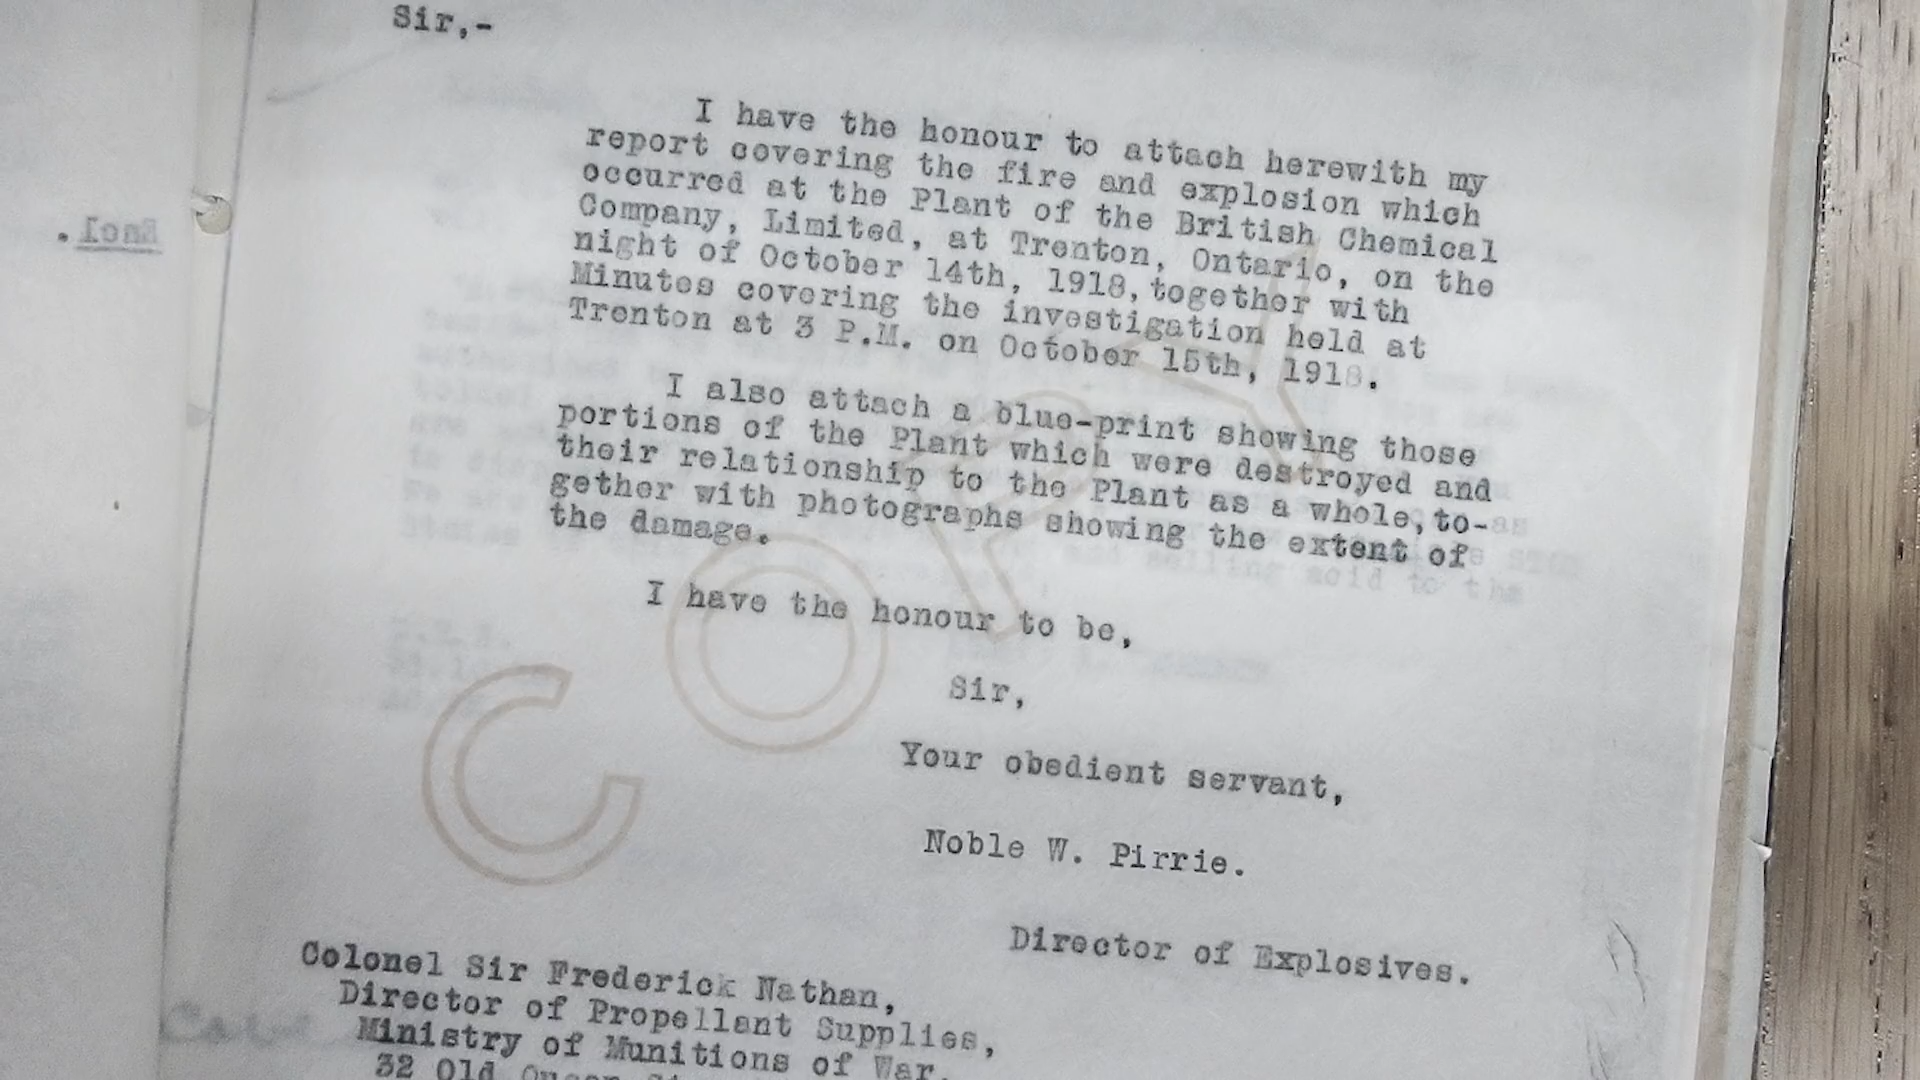 Sir,-
I have the honour to attach herewith my
report covering the fire and explosion which
occurred at the Plant of the British Chemical
Company, Limited, at Trenton, Ontario, on the
night of October 14th, 1918, together with
Minutes covering the investigation held at
Trenton at 3 P.M. on October 15th, 1918.
I also attach a blue-print showing those
portions of the Plant which were destroyed and
their relationship to the Plant as a whole, to-
gether with photographs showing the extent of
the damage.
I have the honour to be,
Sir,
Your obedient servant,
Noble W. Pirrie.
Director of Explosives.
Colonel Sir Frederick Nathan,
Director of Propellant Supplies,
Ministry of Munitions of War,
32 Old Queen
COPY
Encl.